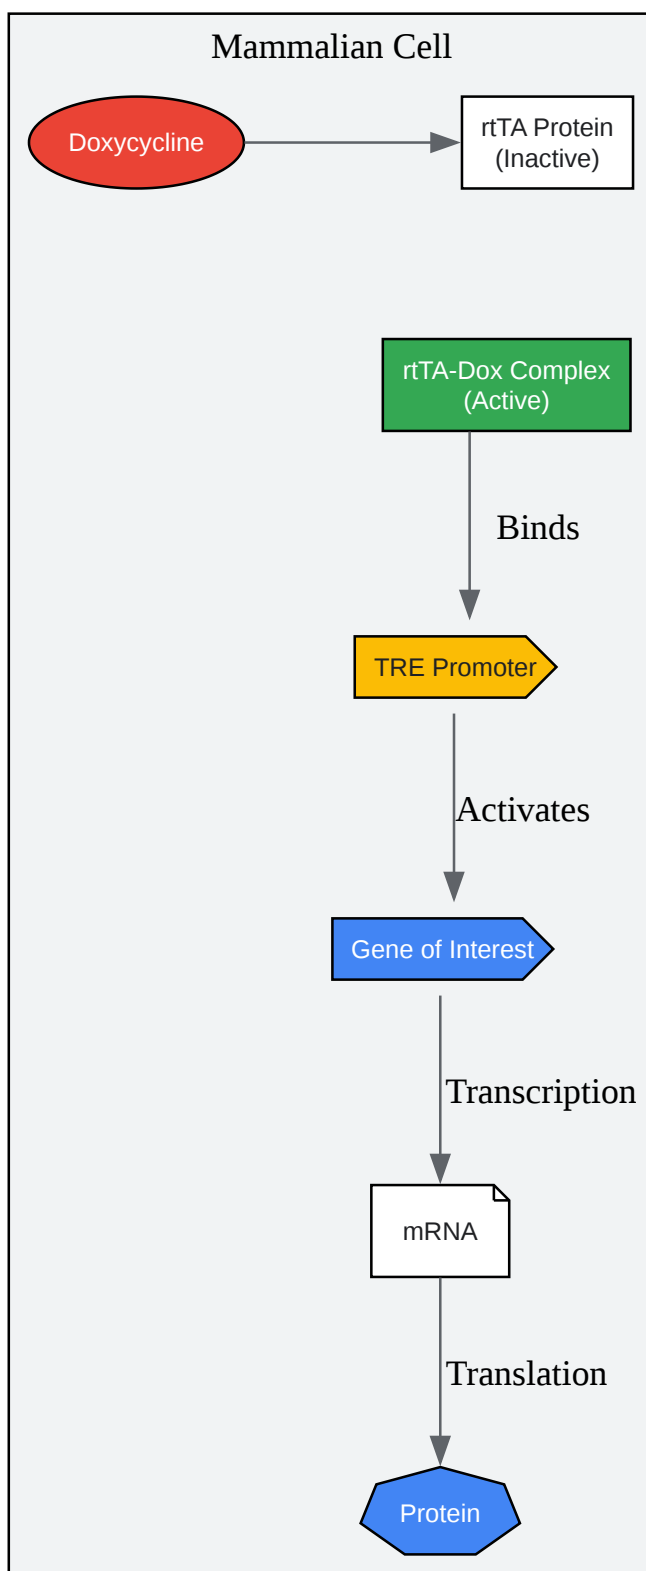 Mammalian Cell
Doxycycline
rtTA Protein
(Inactive)
rtTA-Dox Complex
(Active)
Binds
TRE Promoter
Activates
Gene of Interest
Transcription
mRNA
Translation
Protein